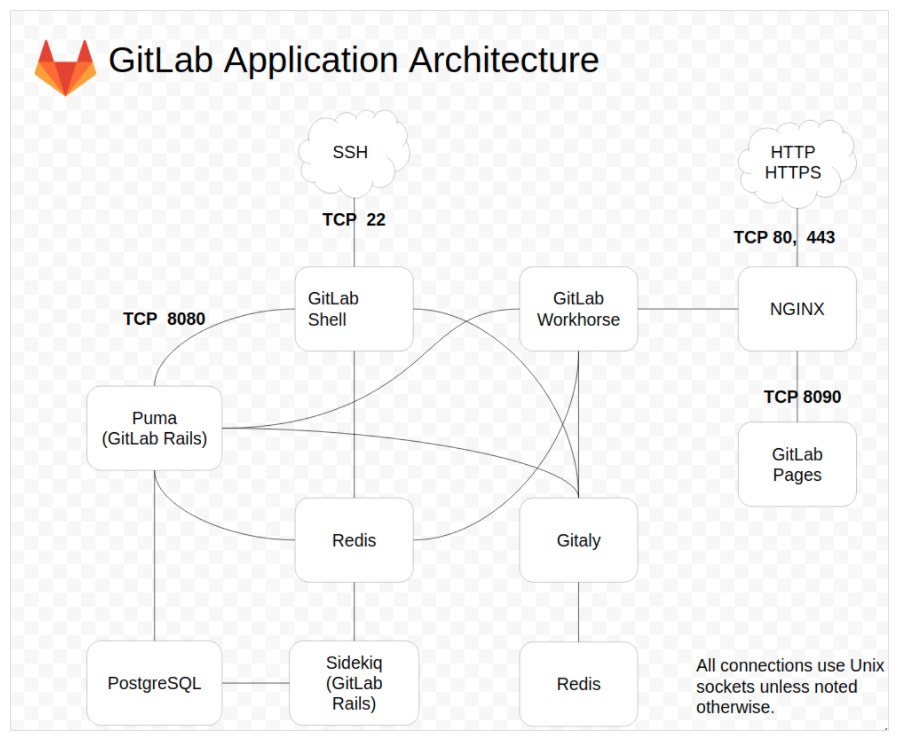 GitLab Application Architecture
SSH
HTTP
HTTPS
TCP 22
TCP 80, 443
GitLab
Shell
GitLab
Workhorse
NGINX
TCP 8080
TCP 8090
Puma
(GitLab Rails)
GitLab
Pages
Redis
Gitaly
PostgreSQL
Sidekiq
(GitLab
Rails)
Redis
All connections use Unix
sockets unless noted
otherwise.